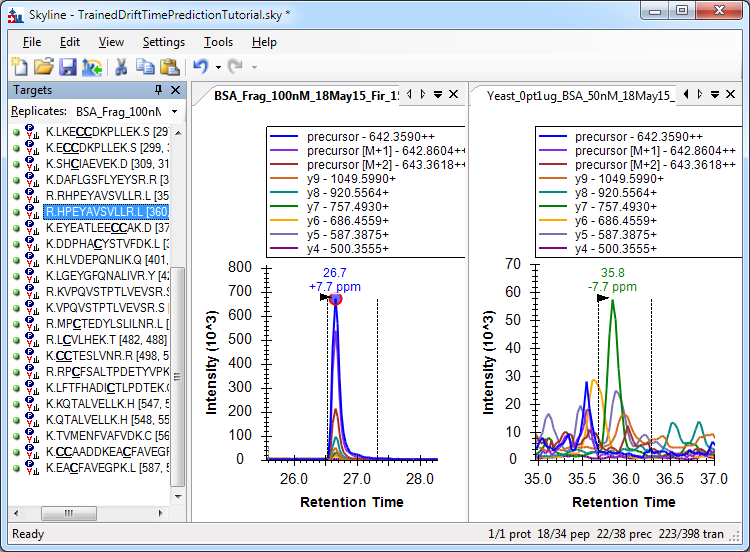 Skyline - TrainedDriftTimePredictionTutorial.sky *
File Edit View Settings Tools Help
Targets
Replicates: BSA_Frag_100nM
K.LKECCDKPLLEK.S [29
K.ECCDKPLLEK.S [299,
K.SHCIAEVEK.D [309, 31
K.DAFLGSFLYEYSR.R [
R.RHPEYAVSVLLR.L [35
R.HPEYAVSVLLR.L [360,
K.EYEATLEECCAK.D [37
K.DDPHACYSTVFDK.L [3
K.HLVDEPQNLIK.Q [401,
K.LGEYGFQNALIVR.Y [42
R.KVPQVSTPTLVEVSR.S
K.VPQVSTPTLVEVSR.S
R.MPCTEDYLSLILNR.L [
R.LCVLHEK.T [482, 488]
K.CCTESLVNR.R [498, 5
R.RPCFSALTPDETYVPK
K.LFTFHADICTLPDTEK.
K.KQTALVELLK.H [547, 5
K.QTALVELLK.H [548, 55
K.TVMENFVAFVDK.C [56
K.CCAADDKEACFAVEG
K.EACFAVEGPK.L [587, 5
BSA_Frag_100nM_18May15_Fir_1
precursor - 642.3590++
precursor [M+1] - 642.8604++
precursor [M+2] - 643.3618++
y9 - 1049.5990+
y8 - 920.5564+
y7 - 757.4930+
y6 - 686.4559+
y5 - 587.3875+
y4 - 500.3555+
26.7
+7.7 ppm
800
700
600
500
400
300
200
100
0
Intensity (10^3)
26.0 27.0 28.0
Retention Time
Yeast_0pt1ug_BSA_50nM_18May15_
precursor - 642.3590++
precursor [M+1] - 642.8604++
precursor [M+2] - 643.3618++
y9 - 1049.5990+
y8 - 920.5564+
y7 - 757.4930+
y6 - 686.4559+
y5 - 587.3875+
y4 - 500.3555+
35.8
-7.7 ppm
70
60
50
40
30
20
10
0
Intensity (10^3)
35.0 35.5 36.0 36.5 37.0
Retention Time
Ready
1/1 prot 18/34 pep 22/38 prec 223/398 tran